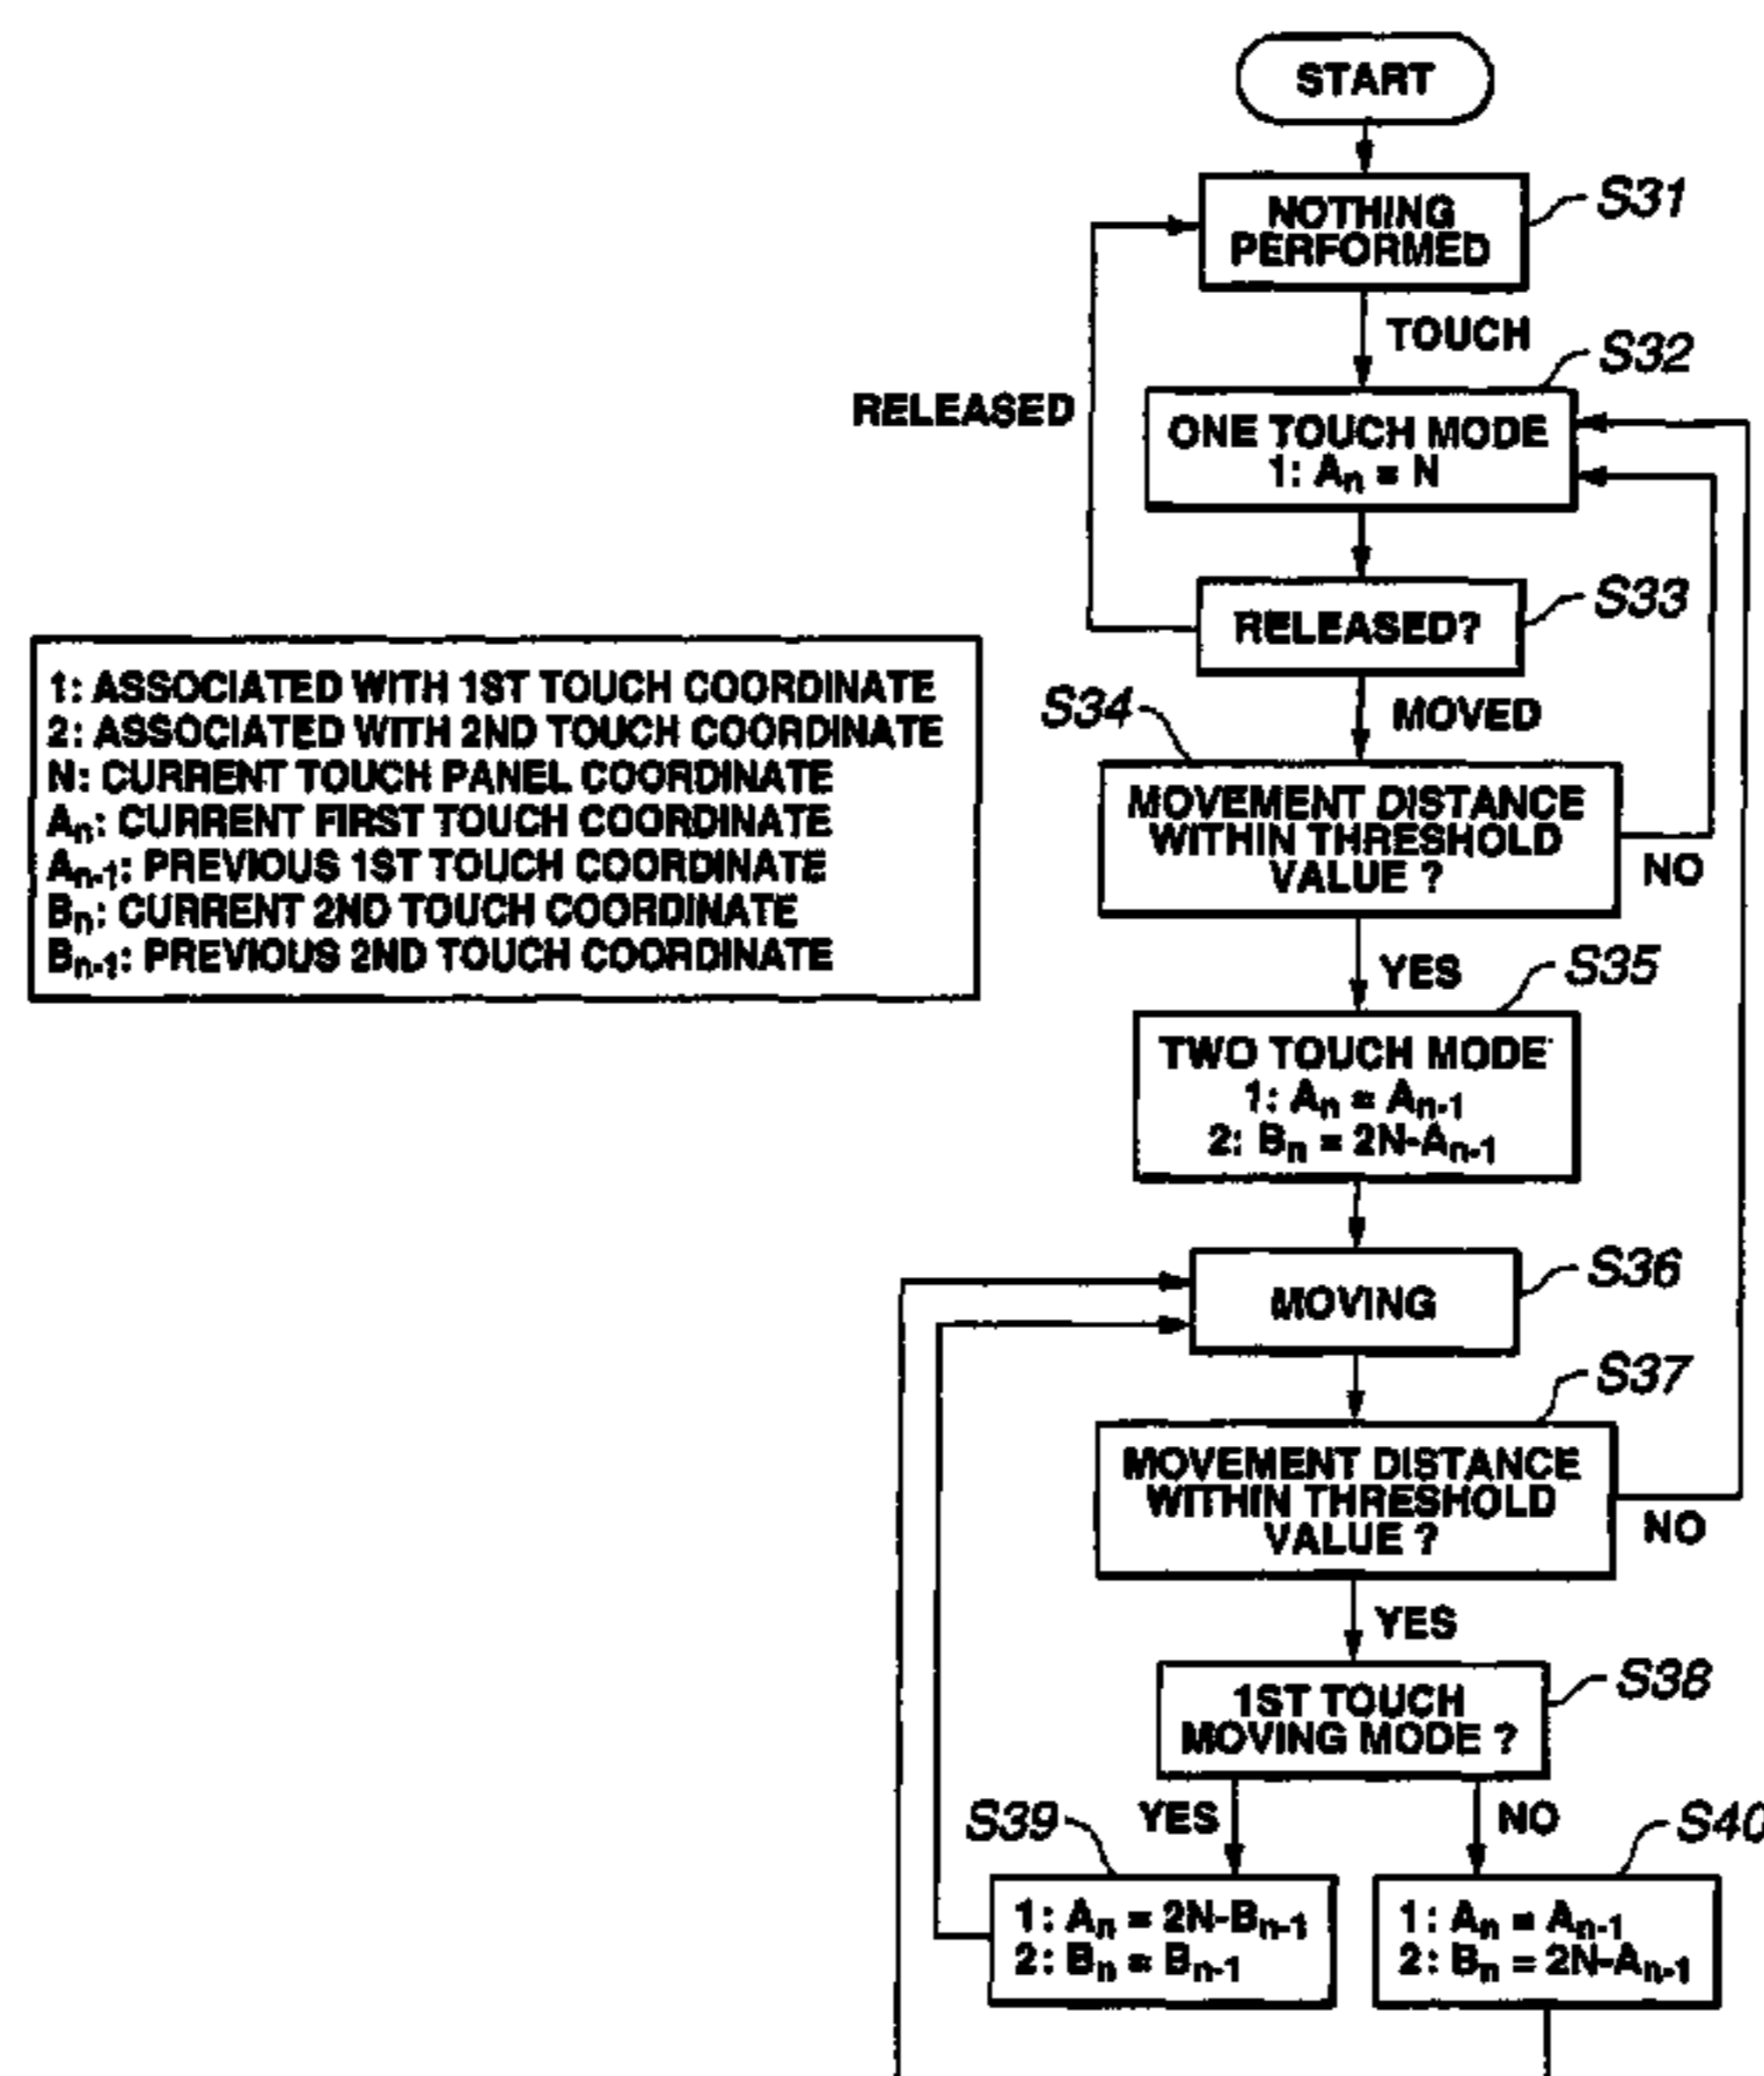 START
NOTHING
PERFORMED
S31
TOUCH
S32
RELEASED
ONE TOUCH MODE
1: An = N
S33
RELEASED?
1: ASSOCIATED WITH 1ST TOUCH COORDINATE
2: ASSOCIATED WITH 2ND TOUCH COORDINATE
N: CURRENT TOUCH PANEL COORDINATE
An: CURRENT FIRST TOUCH COORDINATE
An-1: PREVIOUS 1ST TOUCH COORDINATE
Bn: CURRENT 2ND TOUCH COORDINATE
Bn-1: PREVIOUS 2ND TOUCH COORDINATE
S34
MOVED
MOVEMENT DISTANCE
WITHIN THRESHOLD
VALUE ?
NO
YES
S35
TWO TOUCH MODE
1: An = An-1
2: Bn = 2N-An-1
S36
MOVING
S37
MOVEMENT DISTANCE
WITHIN THRESHOLD
VALUE ?
NO
YES
S38
1ST TOUCH
MOVING MODE ?
S39
YES
NO
S40
1: An = 2N-Bn-1
2: Bn = Bn-1
1: An = An-1
2: Bn = 2N-An-1